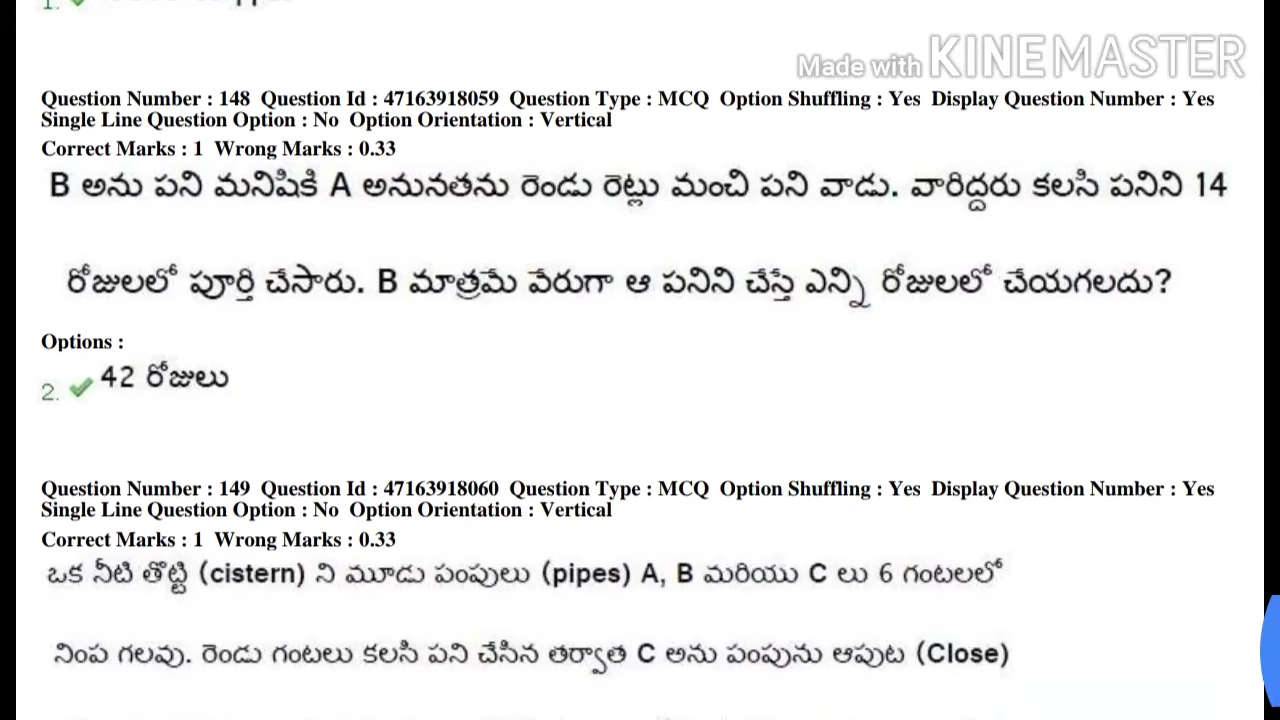 1.
Made with KINEMASTER
Question Number : 148 Question Id : 47163918059 Question Type : MCQ Option Shuffling : Yes Display Question Number : Yes
Single Line Question Option : No Option Orientation : Vertical
Correct Marks : 1 Wrong Marks : 0.33
B అను పని మనిషికి A అనునతను రెండు రెట్లు మంచి పని వాడు. వారిద్దరు కలసి పనిని 14
రోజులలో పూర్తి చేసారు. B మాత్రమే వేరుగా ఆ పనిని చేస్తే ఎన్ని రోజులలో చేయగలదు?
Options :
2. 42 రోజులు
Question Number : 149 Question Id : 47163918060 Question Type : MCQ Option Shuffling : Yes Display Question Number : Yes
Single Line Question Option : No Option Orientation : Vertical
Correct Marks : 1 Wrong Marks : 0.33
ఒక నీటి తొట్టి (cistern) ని మూడు పంపులు (pipes) A, B మరియు C లు 6 గంటలలో
నింప గలవు. రెండు గంటలు కలసి పని చేసిన తర్వాత C అను పంపును ఆపుట (Close)